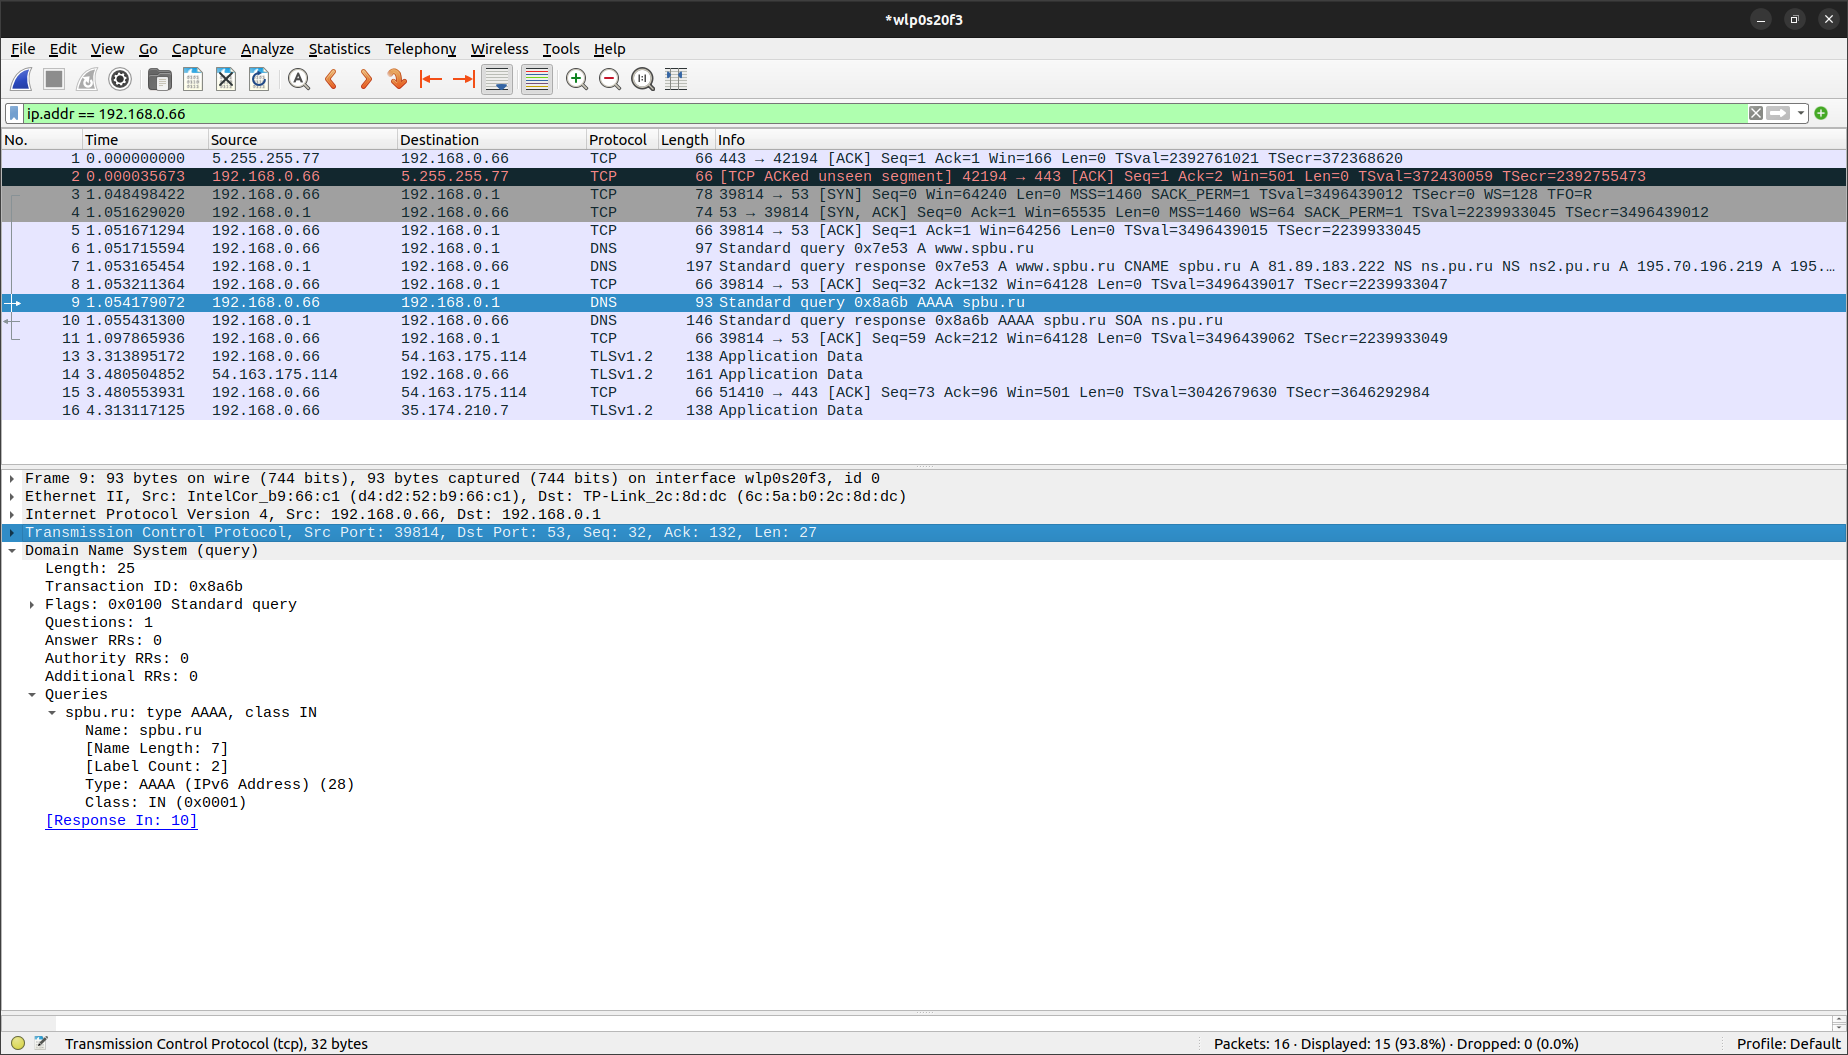 *wlp0s20f3
File Edit View Go Capture Analyze Statistics Telephony Wireless Tools Help
ip.addr == 192.168.0.66
No. Time Source Destination Protocol Length Info
1 0.000000000 5.255.255.77 192.168.0.66 TCP 66 443 → 42194 [ACK] Seq=1 Ack=1 Win=166 Len=0 TSval=2392761021 TSecr=372368620
2 0.000035673 192.168.0.66 5.255.255.77 TCP 66 [TCP ACKed unseen segment] 42194 → 443 [ACK] Seq=1 Ack=2 Win=501 Len=0 TSval=372430059 TSecr=2392755473
3 1.048498422 192.168.0.66 192.168.0.1 TCP 78 39814 → 53 [SYN] Seq=0 Win=64240 Len=0 MSS=1460 SACK_PERM=1 TSval=3496439012 TSecr=0 WS=128 TFO=R
4 1.051629020 192.168.0.1 192.168.0.66 TCP 74 53 → 39814 [SYN, ACK] Seq=0 Ack=1 Win=65535 Len=0 MSS=1460 WS=64 SACK_PERM=1 TSval=2239933045 TSecr=3496439012
5 1.051671294 192.168.0.66 192.168.0.1 TCP 66 39814 → 53 [ACK] Seq=1 Ack=1 Win=64256 Len=0 TSval=3496439015 TSecr=2239933045
6 1.051715594 192.168.0.66 192.168.0.1 DNS 97 Standard query 0x7e53 A www.spbu.ru
7 1.053165454 192.168.0.1 192.168.0.66 DNS 197 Standard query response 0x7e53 A www.spbu.ru CNAME spbu.ru A 81.89.183.222 NS ns.pu.ru NS ns2.pu.ru A 195.70.196.219 A 195.…
8 1.053211364 192.168.0.66 192.168.0.1 TCP 66 39814 → 53 [ACK] Seq=32 Ack=132 Win=64128 Len=0 TSval=3496439017 TSecr=2239933047
9 1.054179072 192.168.0.66 192.168.0.1 DNS 93 Standard query 0x8a6b AAAA spbu.ru
10 1.055431300 192.168.0.1 192.168.0.66 DNS 146 Standard query response 0x8a6b AAAA spbu.ru SOA ns.pu.ru
11 1.097865936 192.168.0.66 192.168.0.1 TCP 66 39814 → 53 [ACK] Seq=59 Ack=212 Win=64128 Len=0 TSval=3496439062 TSecr=2239933049
13 3.313895172 192.168.0.66 54.163.175.114 TLSv1.2 138 Application Data
14 3.480504852 54.163.175.114 192.168.0.66 TLSv1.2 161 Application Data
15 3.480553931 192.168.0.66 54.163.175.114 TCP 66 51410 → 443 [ACK] Seq=73 Ack=96 Win=501 Len=0 TSval=3042679630 TSecr=3646292984
16 4.313117125 192.168.0.66 35.174.210.7 TLSv1.2 138 Application Data
Frame 9: 93 bytes on wire (744 bits), 93 bytes captured (744 bits) on interface wlp0s20f3, id 0
Ethernet II, Src: IntelCor_b9:66:c1 (d4:d2:52:b9:66:c1), Dst: TP-Link_2c:8d:dc (6c:5a:b0:2c:8d:dc)
Internet Protocol Version 4, Src: 192.168.0.66, Dst: 192.168.0.1
Transmission Control Protocol, Src Port: 39814, Dst Port: 53, Seq: 32, Ack: 132, Len: 27
Domain Name System (query)
Length: 25
Transaction ID: 0x8a6b
Flags: 0x0100 Standard query
Questions: 1
Answer RRs: 0
Authority RRs: 0
Additional RRs: 0
Queries
spbu.ru: type AAAA, class IN
Name: spbu.ru
[Name Length: 7]
[Label Count: 2]
Type: AAAA (IPv6 Address) (28)
Class: IN (0x0001)
[Response In: 10]
Transmission Control Protocol (tcp), 32 bytes
Packets: 16 · Displayed: 15 (93.8%) · Dropped: 0 (0.0%)
Profile: Default